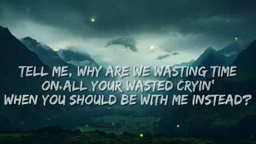 TELL ME, WHY ARE WE WASTING TIME
ON ALL YOUR WASTED CRYIN'
WHEN YOU SHOULD BE WITH ME INSTEAD?